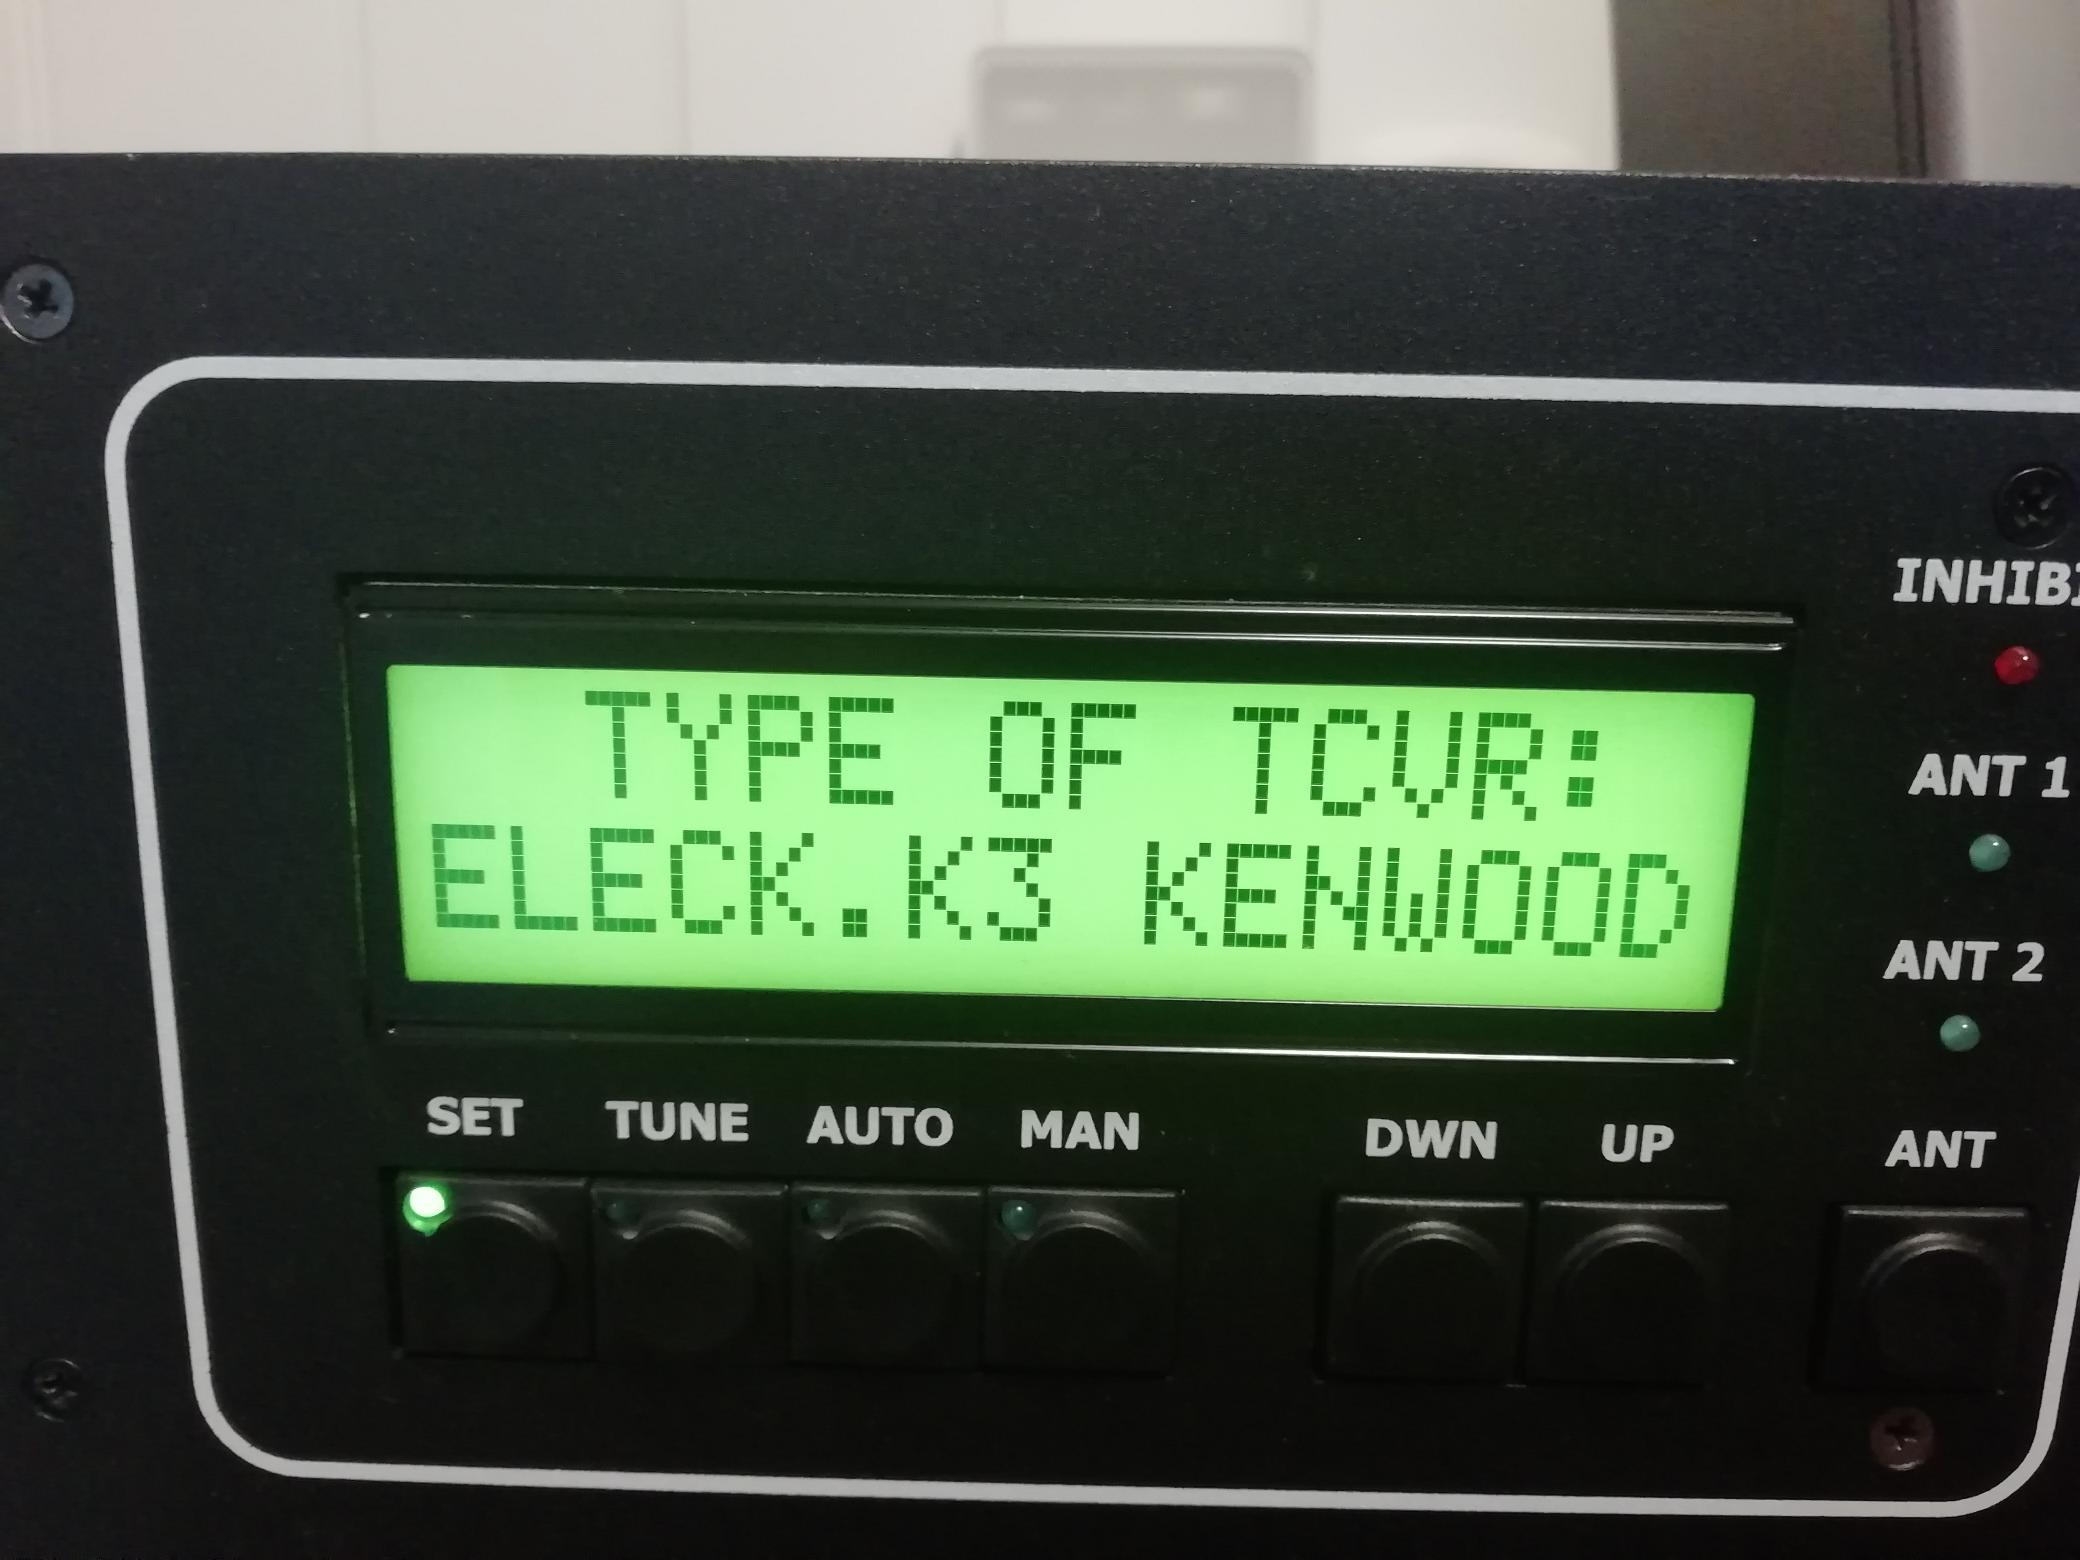 TYPE OF TCVR:
ELECK.K3 KENWOOD
INHIBI
ANT 1
ANT 2
SET TUNE AUTO MAN DWN UP ANT